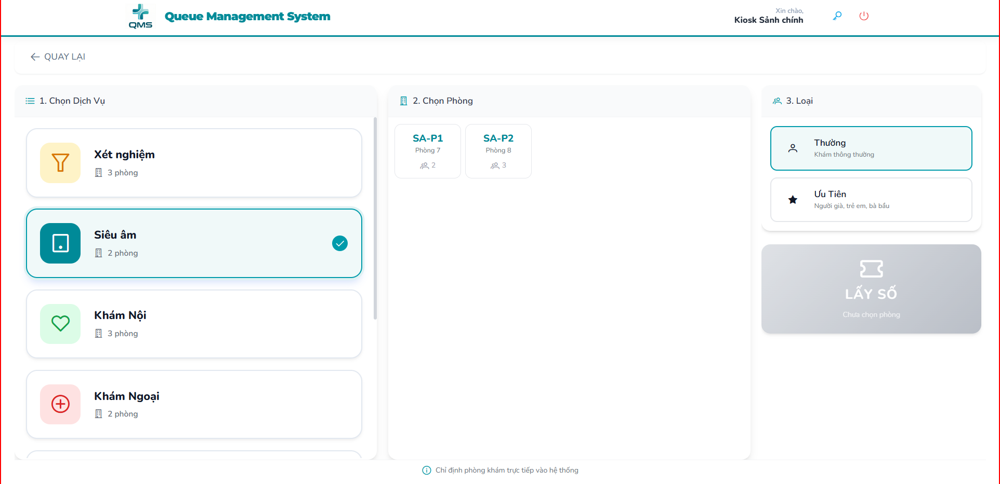 QMS
Queue Management System
Xin chào,
Kiosk Sảnh chính
QUAY LẠI
1. Chọn Dịch Vụ
Xét nghiệm
3 phòng
Siêu âm
2 phòng
Khám Nội
3 phòng
Khám Ngoại
2 phòng
2. Chọn Phòng
SA-P1
Phòng 7
2
SA-P2
Phòng 8
3
3. Loại
Thường
Khám thông thường
Ưu Tiên
Người già, trẻ em, bà bầu
LẤY SỐ
Chưa chọn phòng
Chỉ định phòng khám trực tiếp vào hệ thống